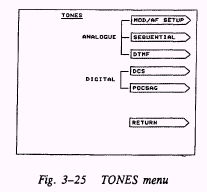 TONES
MOD/AF SETUP
ANALOGUE
SEQUENTIAL
DTMF
DCS
DIGITAL
POCSAG
RETURN
Fig. 3–25 TONES menu